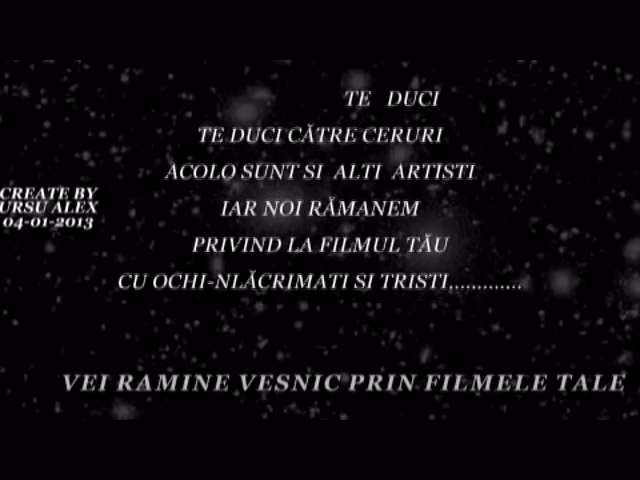 TE DUCI
TE DUCI CĂTRE CERURI
ACOLO SUNT SI ALTI ARTISTI
CREATE BY
URSU ALEX
04-01-2013
IAR NOI RĂMANEM
PRIVIND LA FILMUL TĂU
CU OCHI-NLĂCRIMATI SI TRISTI.............
VEI RAMINE VESNIC PRIN FILMELE TALE